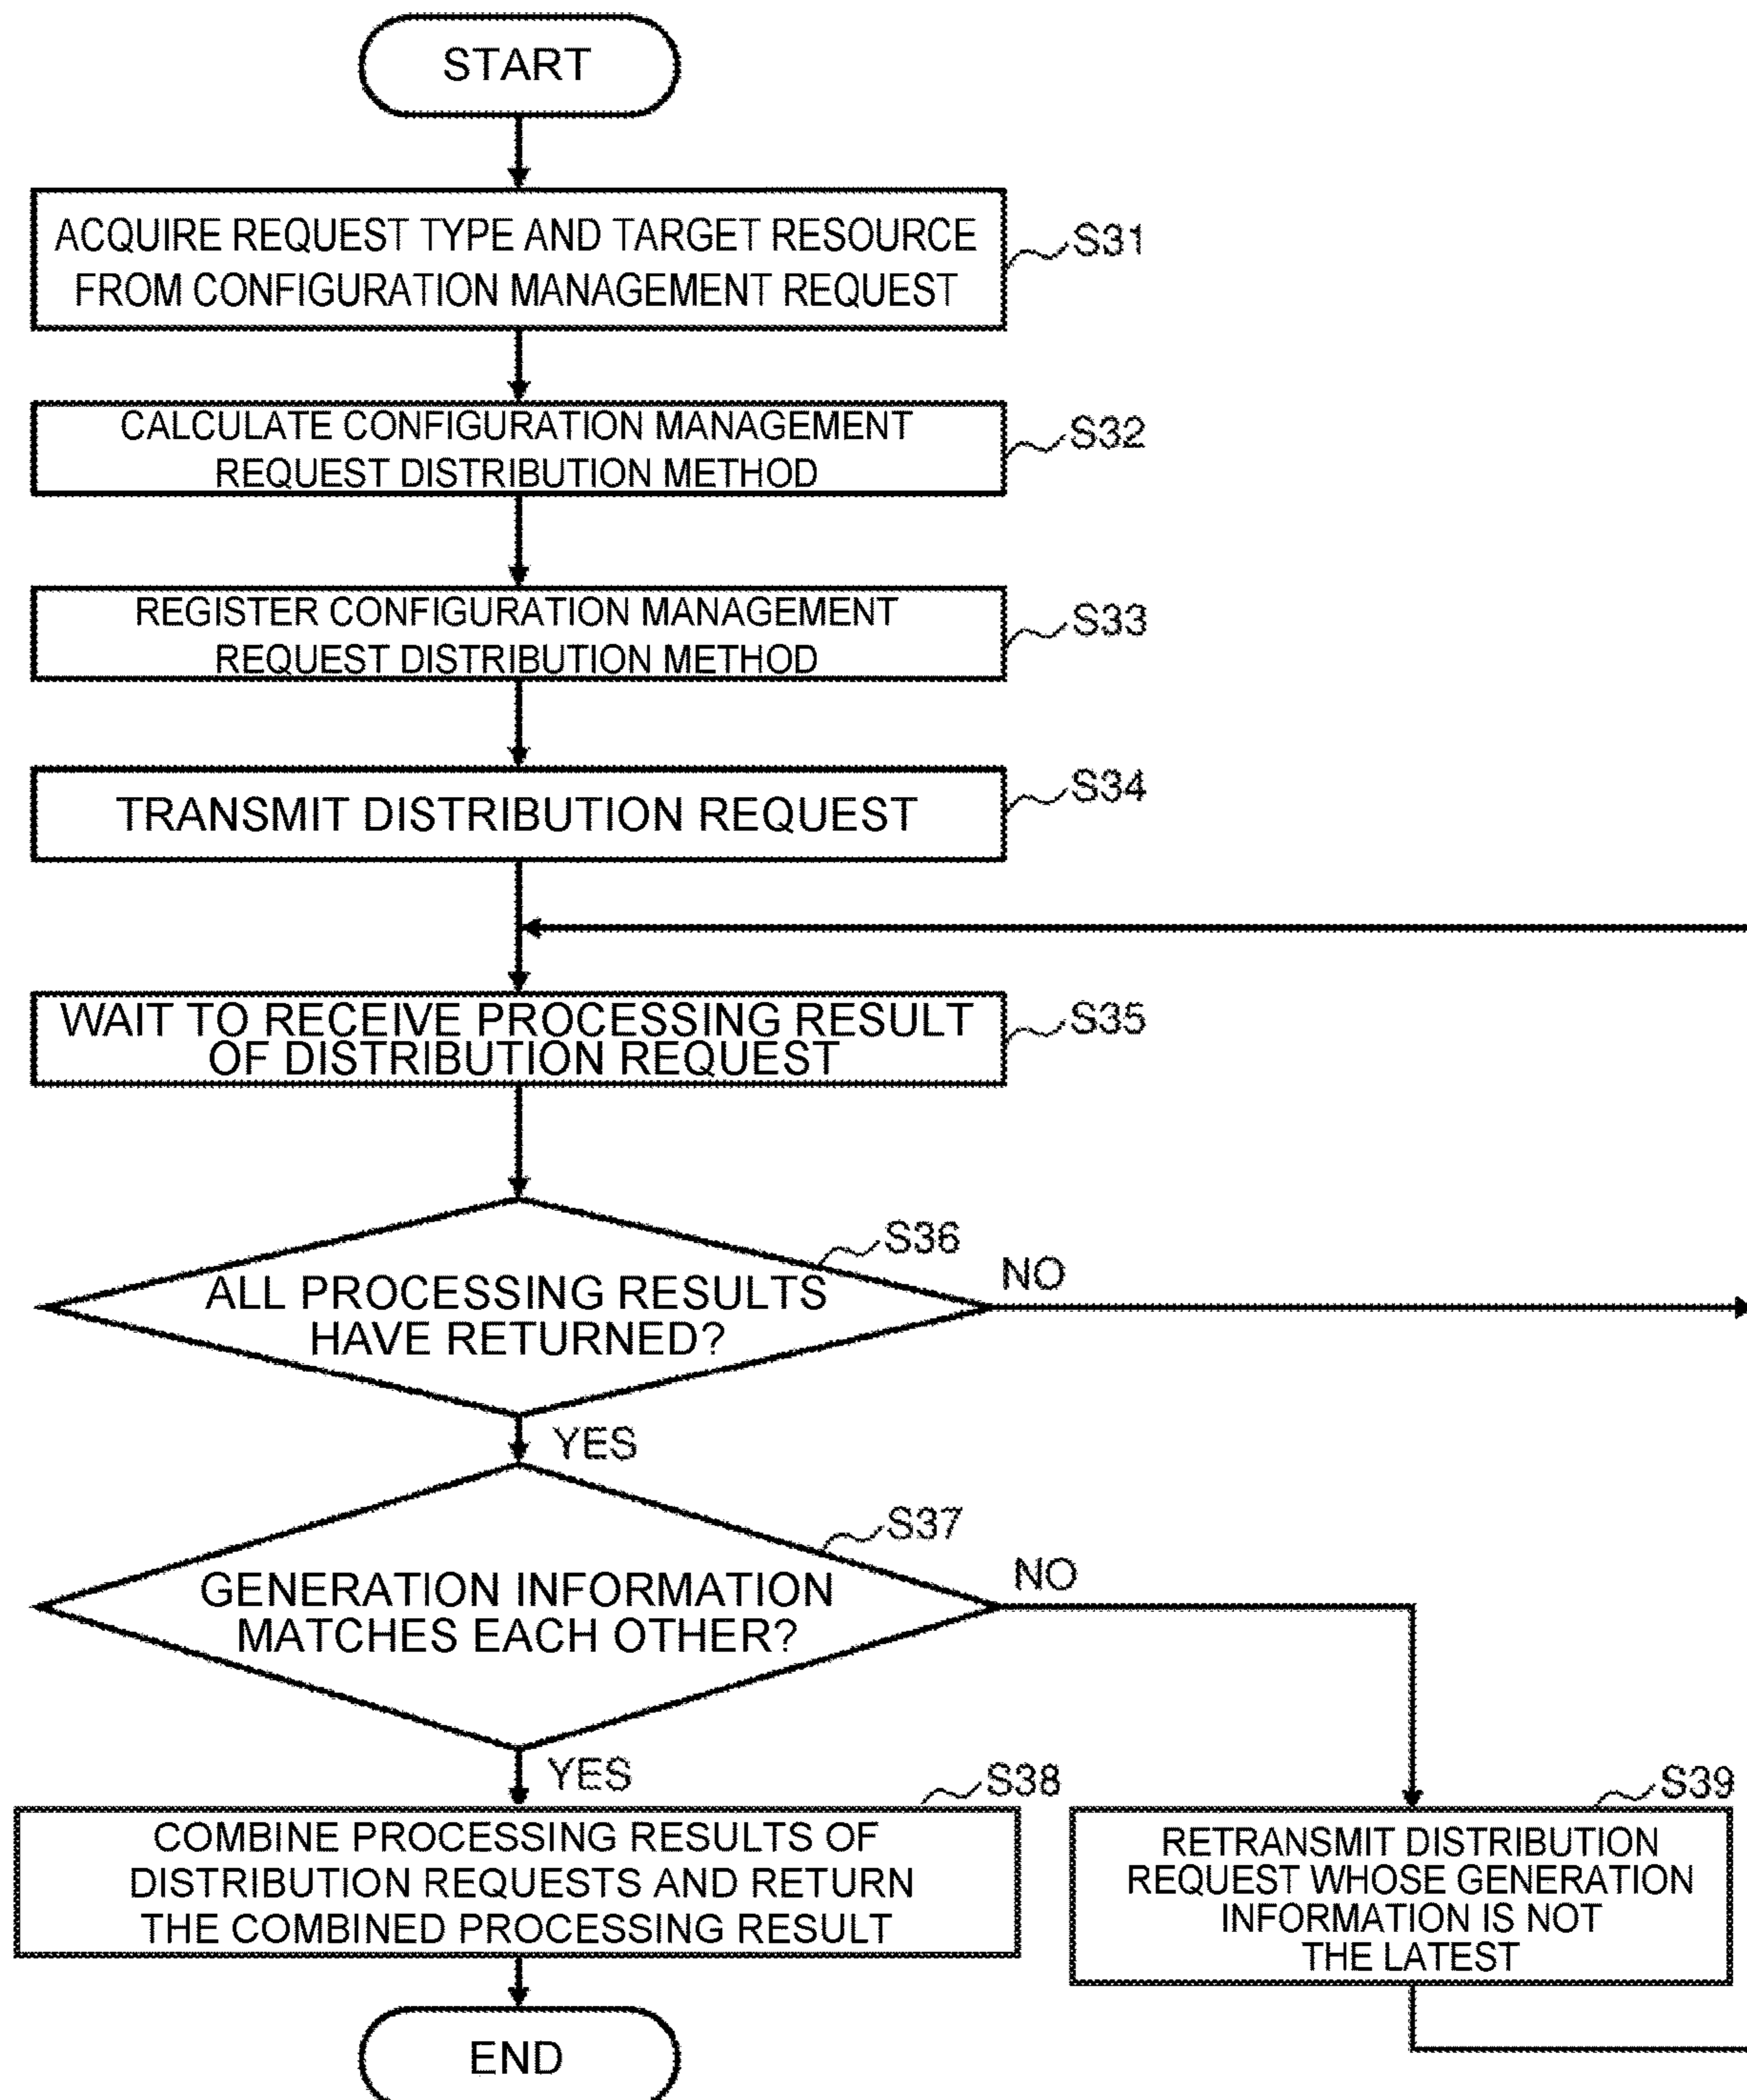 START
ACQUIRE REQUEST TYPE AND TARGET RESOURCE
FROM CONFIGURATION MANAGEMENT REQUEST
S31
CALCULATE CONFIGURATION MANAGEMENT
REQUEST DISTRIBUTION METHOD
S32
REGISTER CONFIGURATION MANAGEMENT
REQUEST DISTRIBUTION METHOD
S33
TRANSMIT DISTRIBUTION REQUEST
S34
WAIT TO RECEIVE PROCESSING RESULT
OF DISTRIBUTION REQUEST
S35
S36
ALL PROCESSING RESULTS
HAVE RETURNED?
NO
YES
S37
GENERATION INFORMATION
MATCHES EACH OTHER?
NO
YES
S38
COMBINE PROCESSING RESULTS OF
DISTRIBUTION REQUESTS AND RETURN
THE COMBINED PROCESSING RESULT
S39
RETRANSMIT DISTRIBUTION
REQUEST WHOSE GENERATION
INFORMATION IS NOT
THE LATEST
END